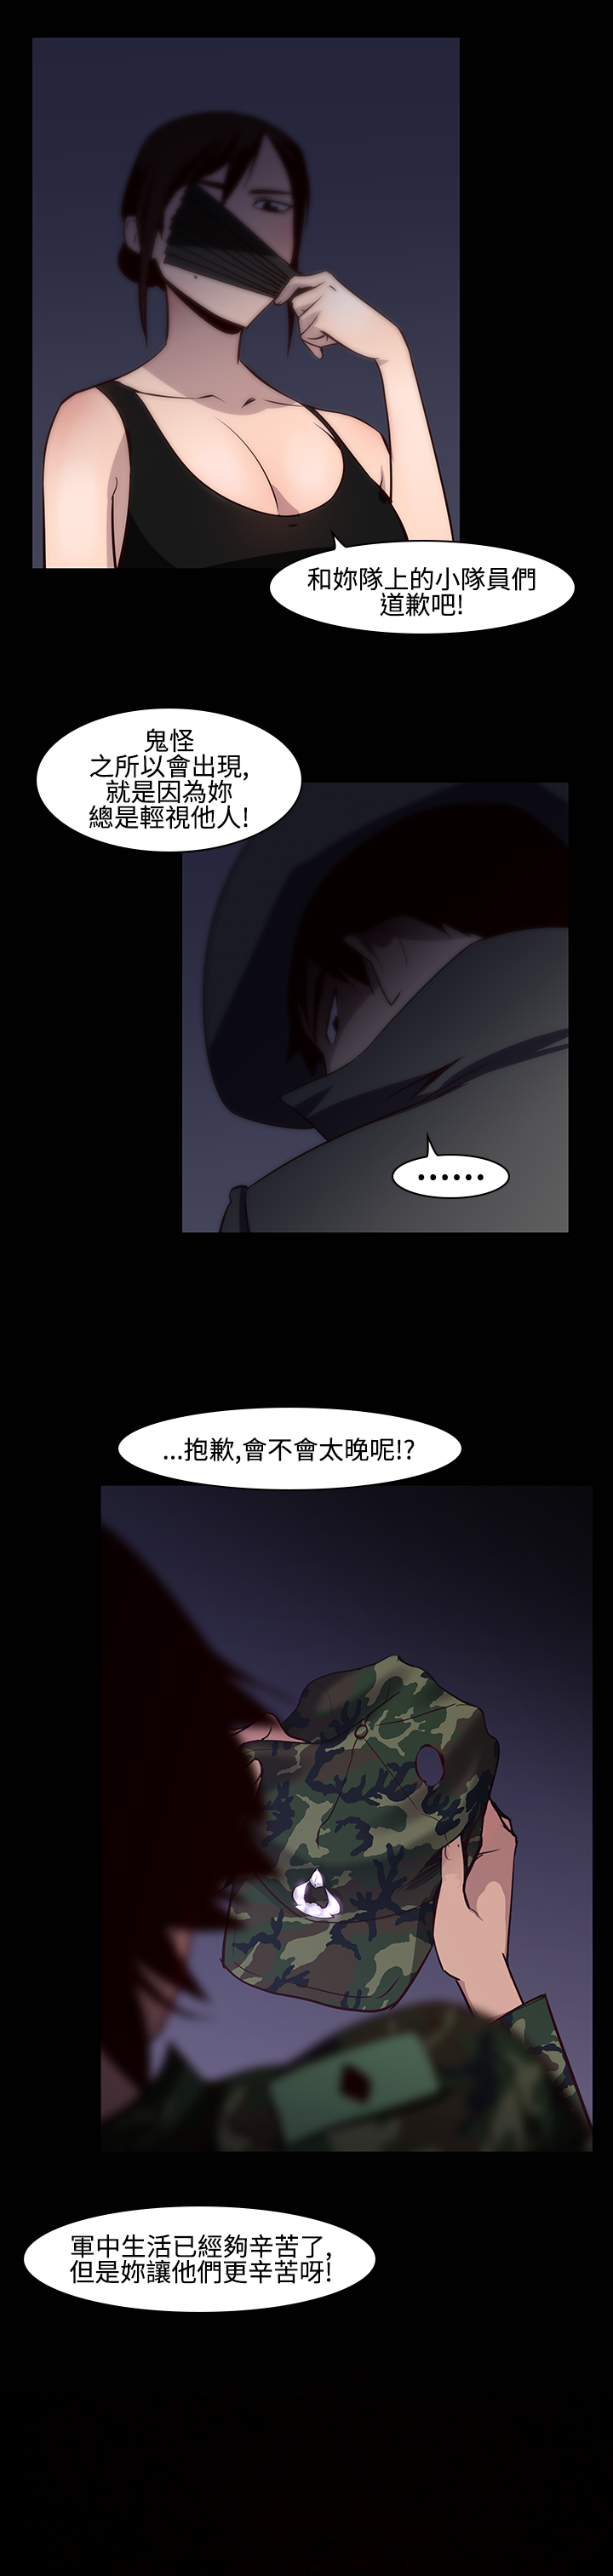 和妳隊上的小隊員們
道歉吧!
鬼怪
之所以會出現,
就是因為妳
總是輕視他人!
••••••
...抱歉,會不會太晚呢!?
軍中生活已經夠辛苦了,
但是妳讓他們更辛苦呀!